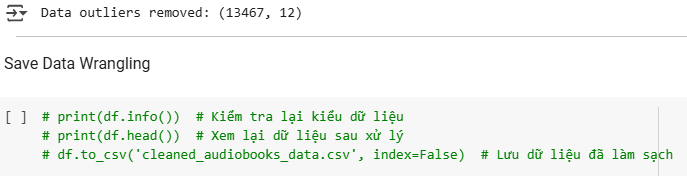 Data outliers removed: (13467, 12)
Save Data Wrangling
[ ] # print(df.info())  # Kiểm tra lại kiểu dữ liệu
# print(df.head())  # Xem lại dữ liệu sau xử lý
# df.to_csv('cleaned_audiobooks_data.csv', index=False)  # Lưu dữ liệu đã làm sạch